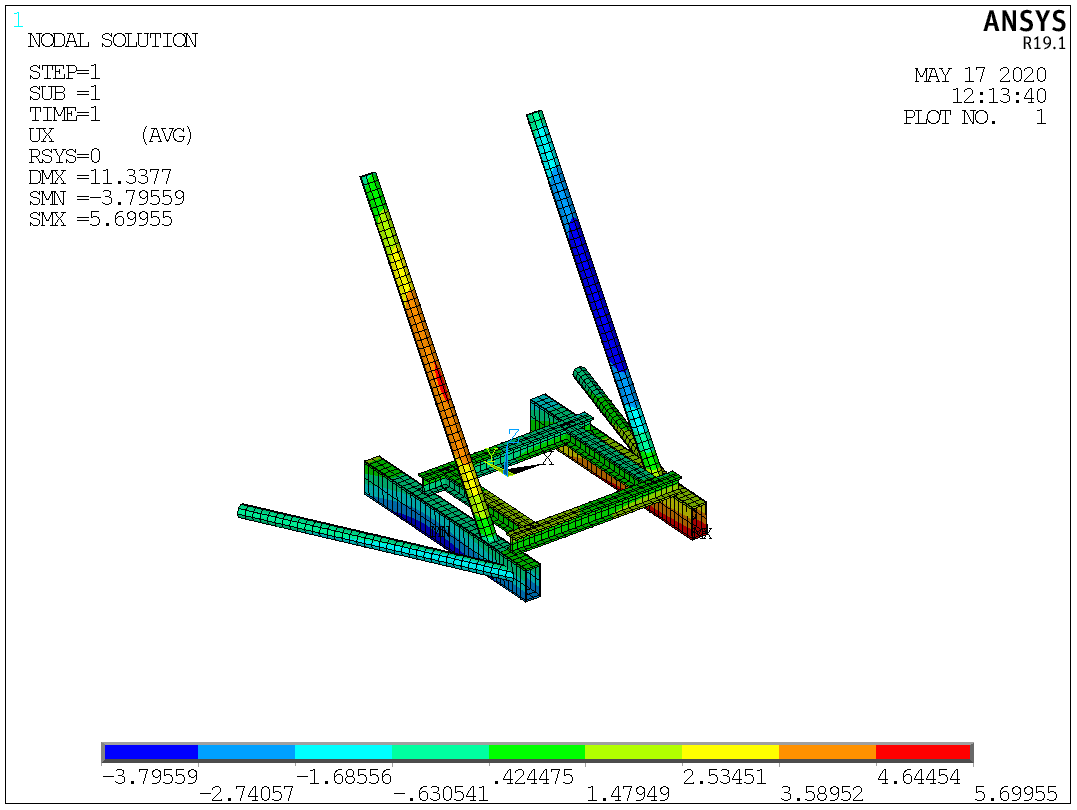 1
NODAL SOLUTION
STEP=1
SUB =1
TIME=1
UX (AVG)
RSYS=0
DMX =11.3377
SMN =-3.79559
SMX =5.69955
ANSYS
R19.1
MAY 17 2020
12:13:40
PLOT NO. 1
Z
Y
X
MX
-3.79559 -1.68556 .424475 2.53451 4.64454
-2.74057 -.630541 1.47949 3.58952 5.69955